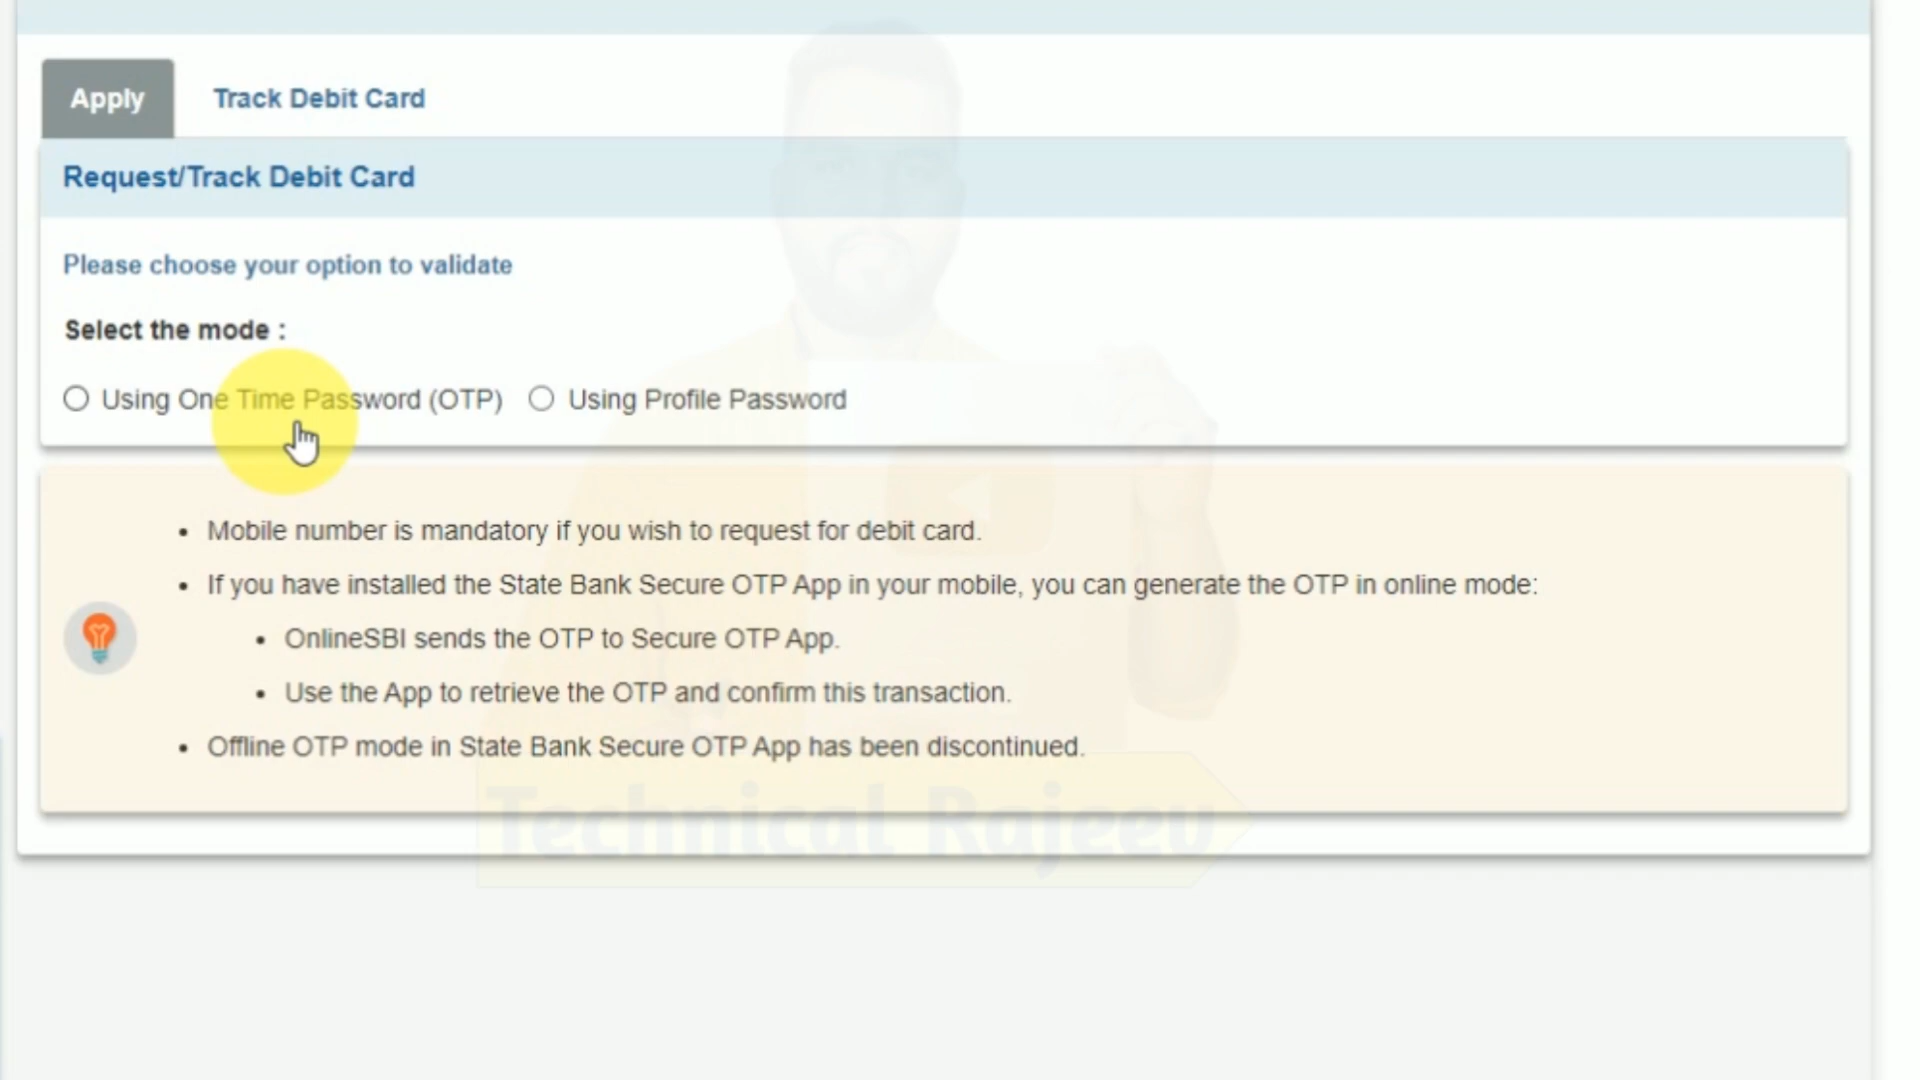 Apply
Track Debit Card
Request/Track Debit Card
Please choose your option to validate
Select the mode :
Using One Time Password (OTP)
Using Profile Password
Mobile number is mandatory if you wish to request for debit card.
If you have installed the State Bank Secure OTP App in your mobile, you can generate the OTP in online mode:
OnlineSBI sends the OTP to Secure OTP App.
Use the App to retrieve the OTP and confirm this transaction.
Offline OTP mode in State Bank Secure OTP App has been discontinued.
Technical Rajeev